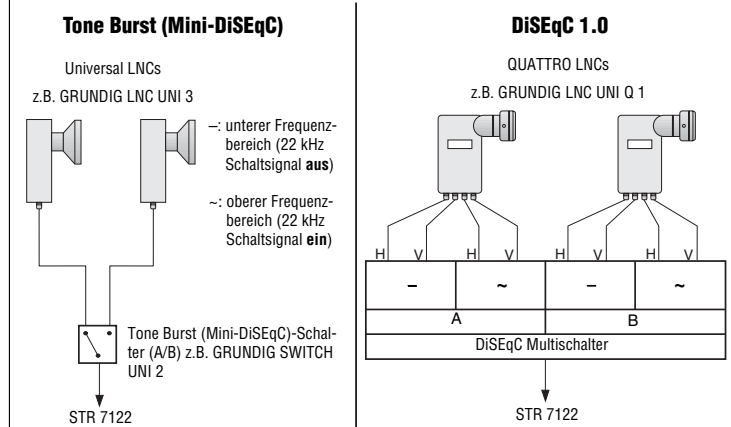 Tone Burst (Mini-DiSEqC)
Universal LNCs
z.B. GRUNDIG LNC UNI 3
–: unterer Frequenz-
bereich (22 kHz
Schaltsignal aus)
~: oberer Frequenz-
bereich (22 kHz
Schaltsignal ein)
Tone Burst (Mini-DiSEqC)-Schal-
ter (A/B) z.B. GRUNDIG SWITCH
UNI 2
STR 7122
DiSEqC 1.0
QUATTRO LNCs
z.B. GRUNDIG LNC UNI Q 1
H V H V H V H V
– ~ – ~
A B
DiSEqC Multischalter
STR 7122